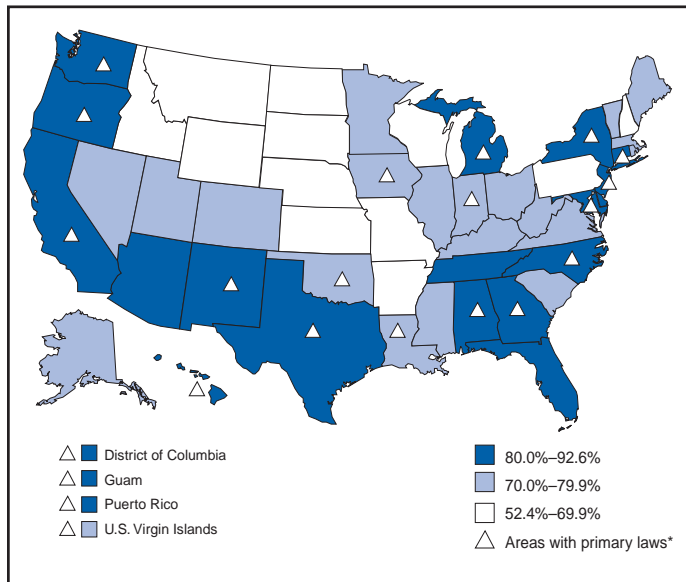 District of Columbia
Guam
Puerto Rico
U.S. Virgin Islands
80.0%–92.6%
70.0%–79.9%
52.4%–69.9%
Areas with primary laws*